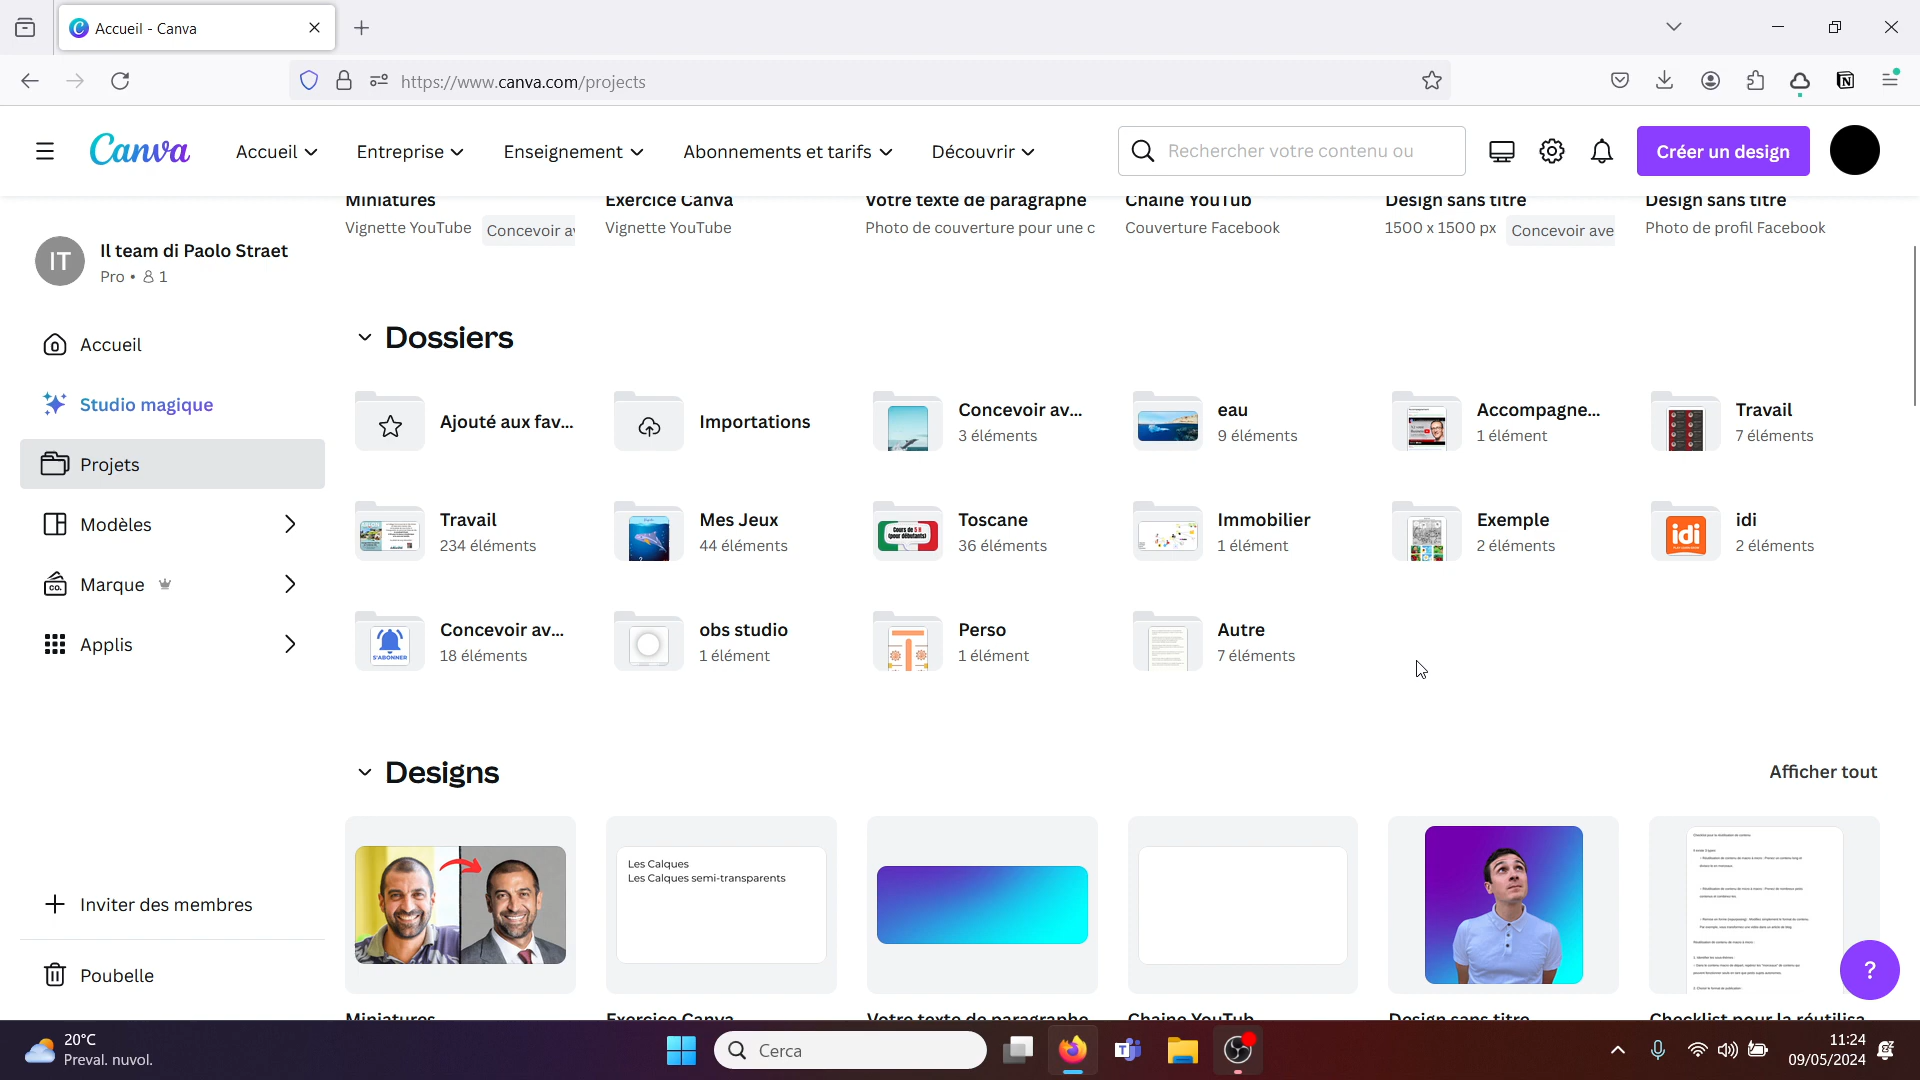 Accueil - Canva
https://www.canva.com/projects
Canva
Accueil
Entreprise
Enseignement
Abonnements et tarifs
Découvrir
Rechercher votre contenu ou
Créer un design
Miniatures
Exercice Canva
Votre texte de paragraphe
Chaine YouTub
Design sans titre
Design sans titre
Vignette YouTube
Concevoir av
Vignette YouTube
Photo de couverture pour une c
Couverture Facebook
1500 x 1500 px
Concevoir ave
Photo de profil Facebook
IT
Il team di Paolo Straet
Pro • 1
Accueil
Studio magique
Projets
Modèles
Marque
Applis
Inviter des membres
Poubelle
Dossiers
Ajouté aux fav...
Importations
Concevoir av...
3 éléments
eau
9 éléments
Accompagne...
1 élément
Travail
7 éléments
Travail
234 éléments
Mes Jeux
44 éléments
Cours de 5 H
(pour débutants)
Toscane
36 éléments
Immobilier
1 élément
Exemple
2 éléments
idi
idi
2 éléments
S'ABONNER
Concevoir av...
18 éléments
obs studio
1 élément
Perso
1 élément
Autre
7 éléments
Designs
Afficher tout
Les Calques
Les Calques semi-transparents
Miniatures
Exercice Canva
Votre texte de paragraphe
Chaine YouTub
Design sans titre
Checklist pour la réutilisa
?
20°C
Preval. nuvol.
Cerca
11:24
09/05/2024